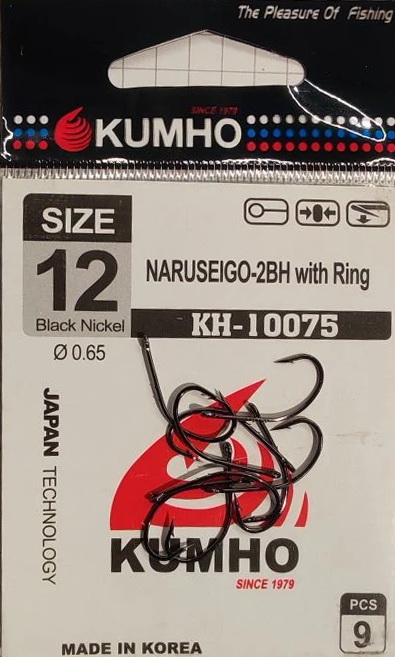 The Pleasure Of Fishing
SINCE 1979
KUMHO
SIZE
12
Black Nickel
Ø 0.65
NARUSEIGO-2BH with Ring
KH-10075
JAPAN TECHNOLOGY
KUMHO
SINCE 1979
PCS
9
MADE IN KOREA